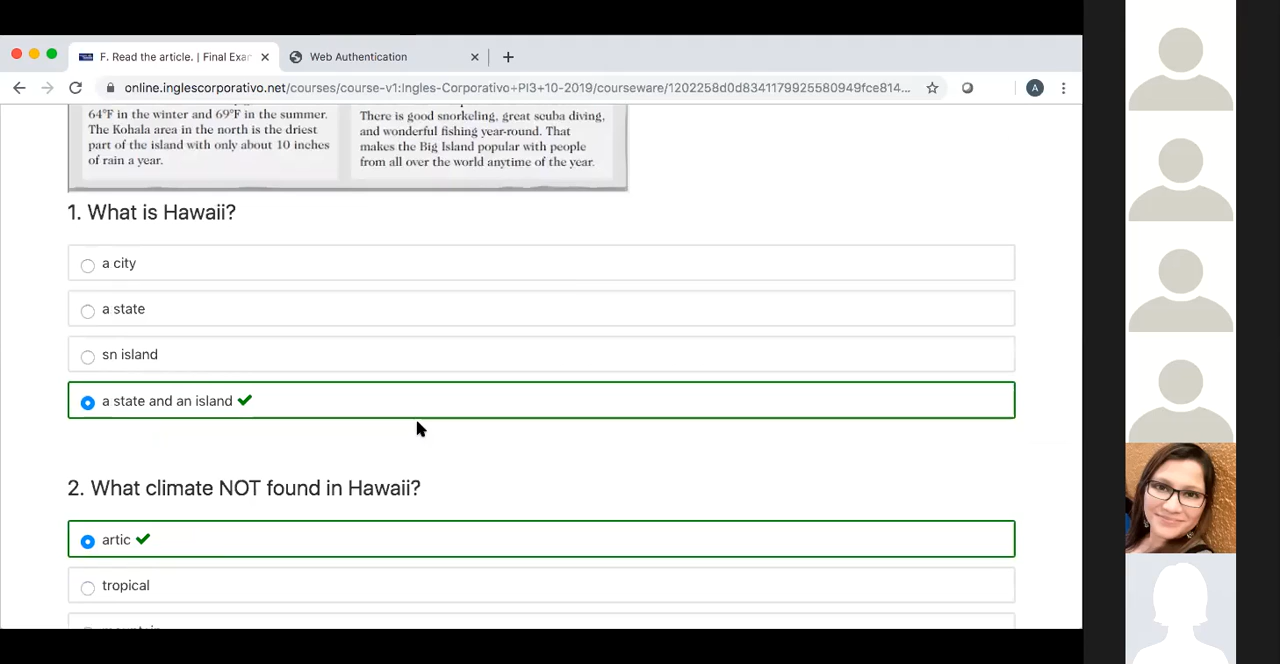 F. Read the article. | Final Exar
Web Authentication
online.inglescorporativo.net/courses/course-v1:Ingles-Corporativo+PI3+10-2019/courseware/1202258d0d8341179925580949fce814...
A
64°F in the winter and 69°F in the summer.
The Kohala area in the north is the driest
part of the island with only about 10 inches
of rain a year.
There is good snorkeling, great scuba diving,
and wonderful fishing year-round. That
makes the Big Island popular with people
from all over the world anytime of the year.
1. What is Hawaii?
a city
a state
sn island
a state and an island
2. What climate NOT found in Hawaii?
artic
tropical